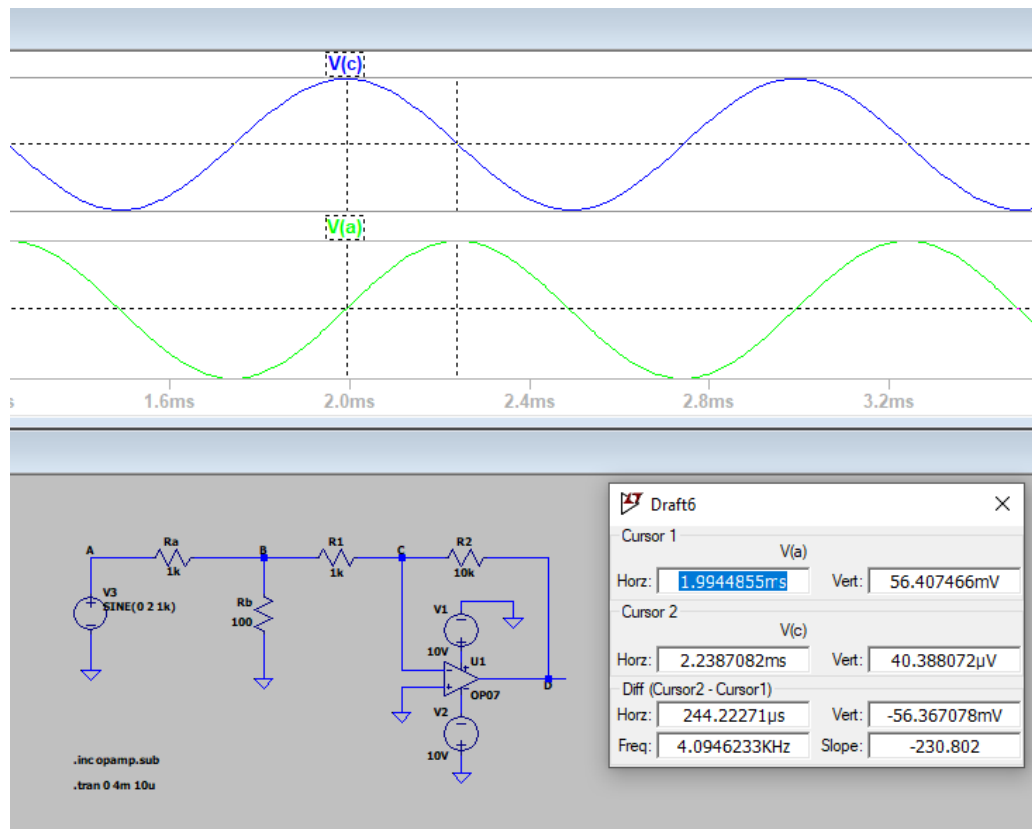 V(c)
V(a)
s
1.6ms
2.0ms
2.4ms
2.8ms
3.2ms
A
Ra
1k
B
R1
1k
C
R2
10k
V3
SINE(0 2 1k)
Rb
100
V1
10V
U1
OP07
D
V2
10V
.inc opamp.sub
.tran 0 4m 10u
Draft6
Cursor 1
V(a)
Horz: 1.9944855ms Vert: 56.407466mV
Cursor 2
V(c)
Horz: 2.2387082ms Vert: 40.388072µV
Diff (Cursor2 - Cursor1)
Horz: 244.22271µs Vert: -56.367078mV
Freq: 4.0946233KHz Slope: -230.802